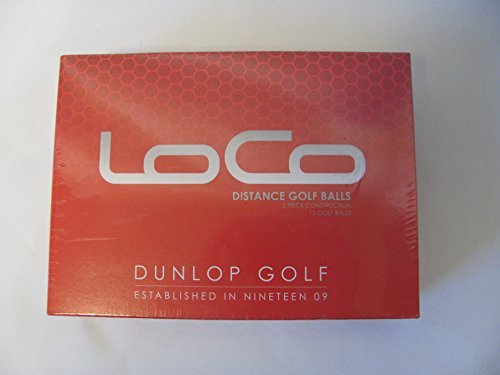 LoCo
DISTANCE GOLF BALLS
2 PIECE CONSTRUCTION
12 GOLF BALLS
DUNLOP GOLF
ESTABLISHED IN NINETEEN 09